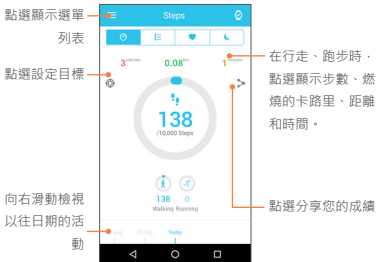 點選顯示選單
列表
Steps
點選設定目標
3 calories
0.08 km
1 minutes
在行走、跑步時，
點選顯示步數、燃
燒的卡路里、距離
和時間。
138
/10,000 Steps
138
0
Walking
Running
點選分享您的成績
向右滑動檢視
以往日期的活
動
Today